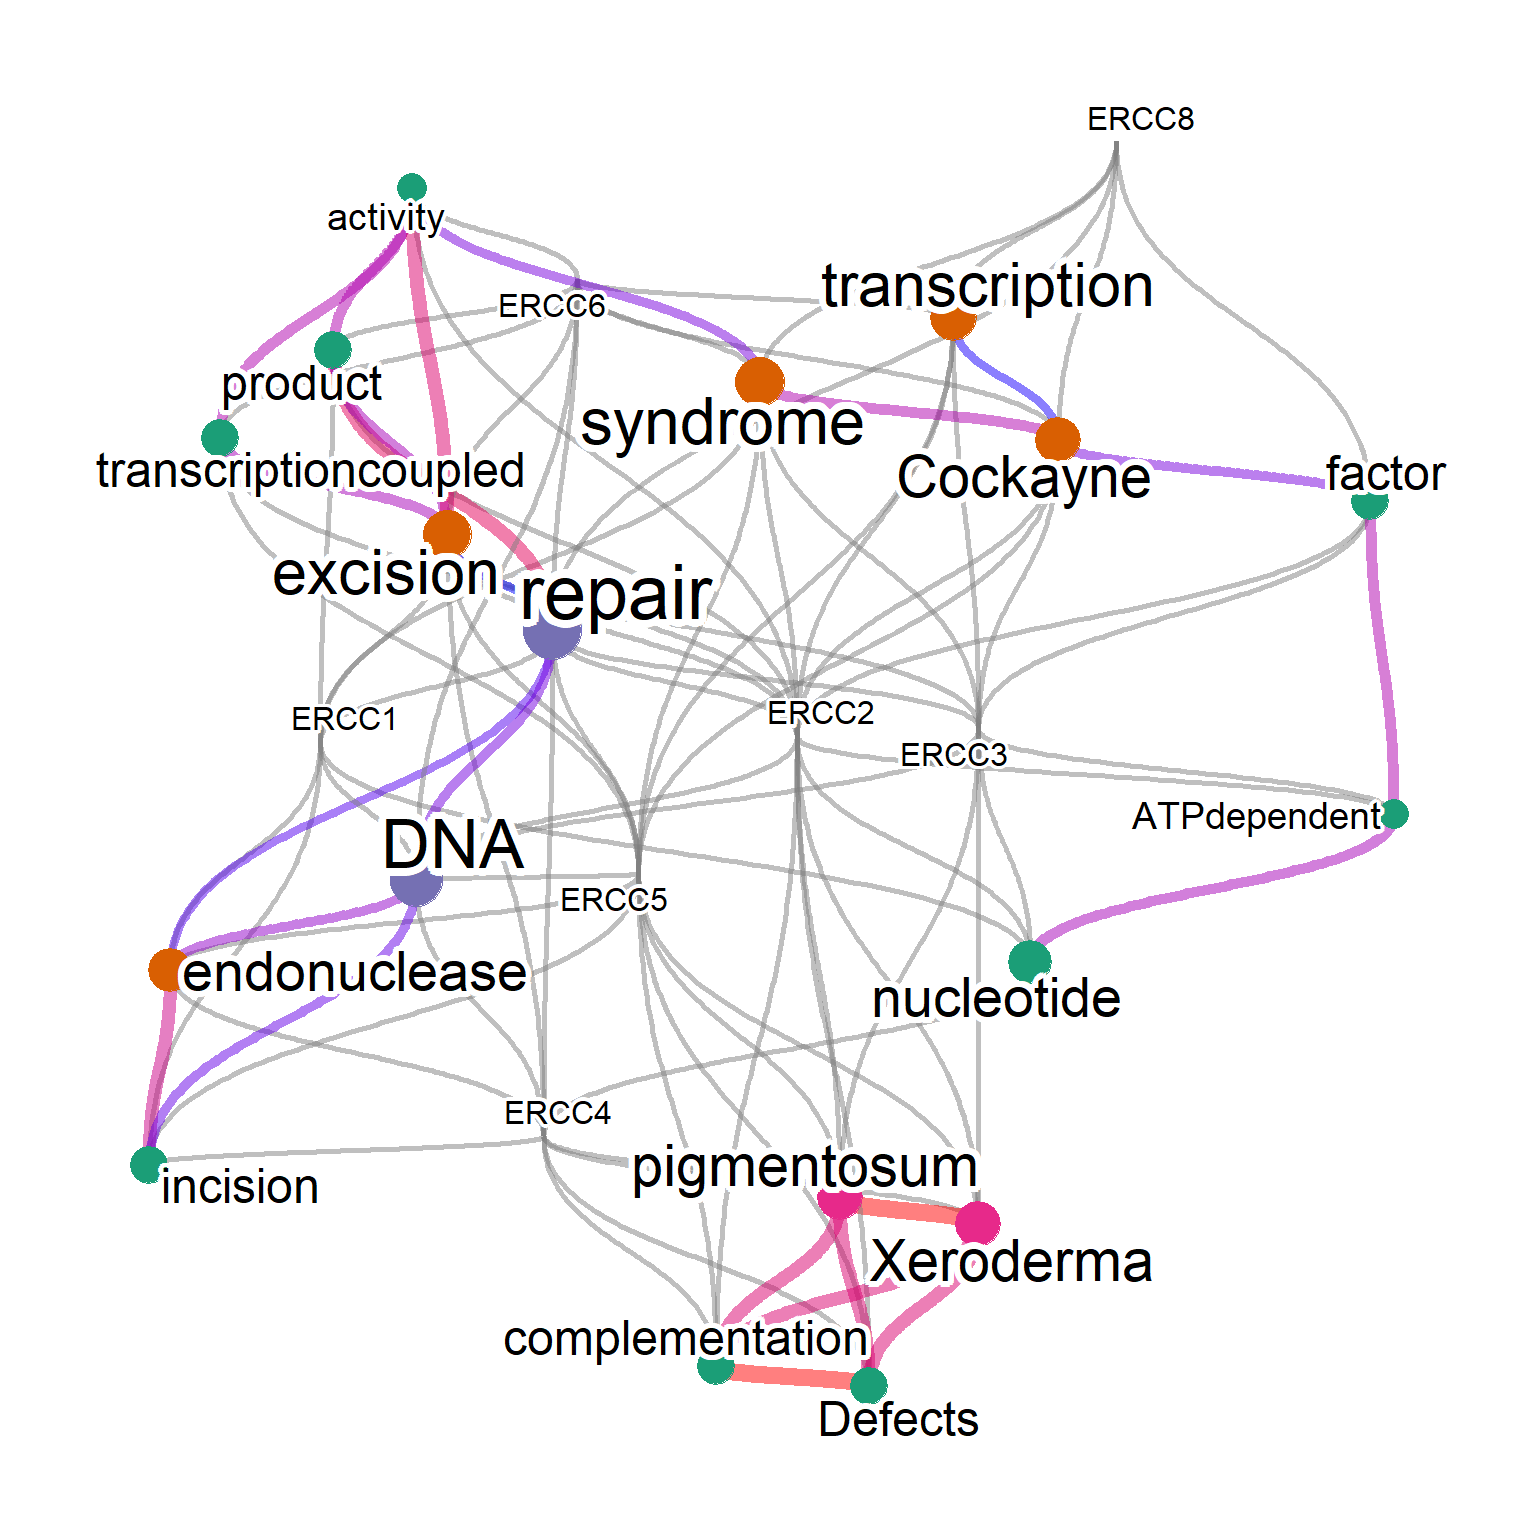 ERCC8
activity
ERCC6
transcription
product
syndrome
transcriptioncoupled
Cockayne
factor
excision
repair
ERCC1
ERCC2
ERCC3
ATPdependent
DNA
ERCC5
endonuclease
nucleotide
ERCC4
pigmentosum
incision
Xeroderma
complementation
Defects